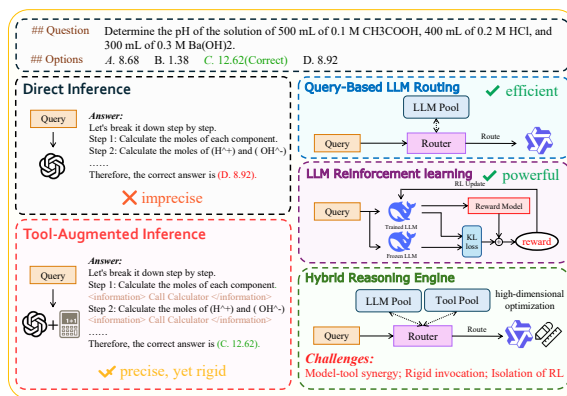 ## Question Determine the pH of the solution of 500 mL of 0.1 M CH3COOH, 400 mL of 0.2 M HCl, and
300 mL of 0.3 M Ba(OH)2.
## Options A. 8.68 B. 1.38 C. 12.62(Correct) D. 8.92
Direct Inference
Query
Answer:
Let's break it down step by step.
Step 1: Calculate the moles of each component.
Step 2: Calculate the moles of (H^+) and ( OH^-)
......
Therefore, the correct answer is (D. 8.92).
imprecise
Tool-Augmented Inference
Query
Answer:
Let's break it down step by step.
Step 1: Calculate the moles of each component.
<information> Call Calculator </information>
Step 2: Calculate the moles of (H^+) and ( OH^-)
<information> Call Calculator </information>
......
Therefore, the correct answer is (C. 12.62).
precise, yet rigid
Query-Based LLM Routing
efficient
LLM Pool
Query
Router
Route
LLM Reinforcement learning
powerful
RL Update
Query
Trained LLM
Frozen LLM
Reward Model
KL
loss
reward
Hybrid Reasoning Engine
LLM Pool
Tool Pool
high-dimensional
optimization
Query
Router
Route
Challenges:
Model-tool synergy; Rigid invocation; Isolation of RL